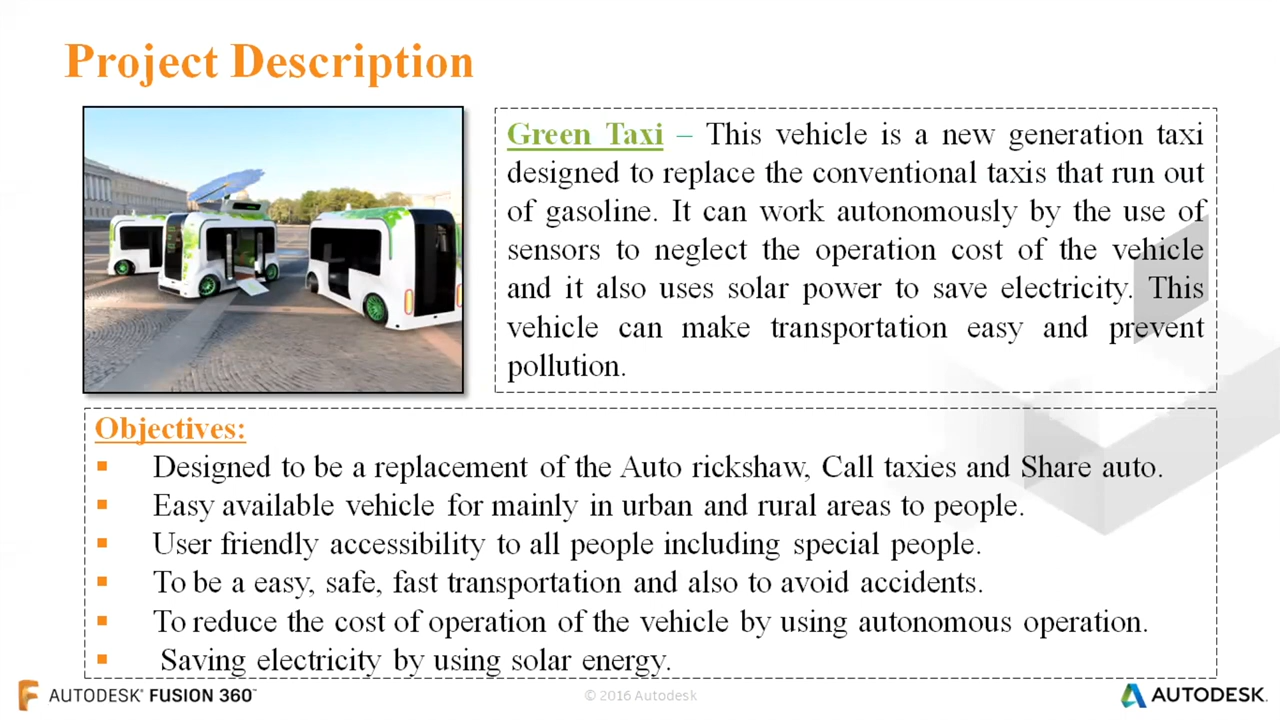 Project Description
Green Taxi – This vehicle is a new generation taxi
designed to replace the conventional taxis that run out
of gasoline. It can work autonomously by the use of
sensors to neglect the operation cost of the vehicle
and it also uses solar power to save electricity. This
vehicle can make transportation easy and prevent
pollution.
Objectives:
▪ Designed to be a replacement of the Auto rickshaw, Call taxies and Share auto.
▪ Easy available vehicle for mainly in urban and rural areas to people.
▪ User friendly accessibility to all people including special people.
▪ To be a easy, safe, fast transportation and also to avoid accidents.
▪ To reduce the cost of operation of the vehicle by using autonomous operation.
▪ Saving electricity by using solar energy.
AUTODESK® FUSION 360™
© 2016 Autodesk
AUTODESK.